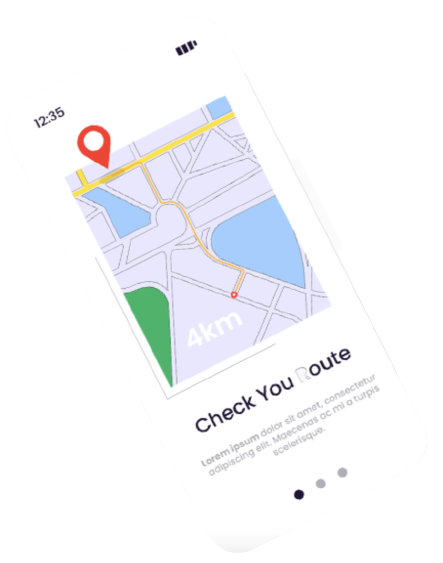 12:35
4km
Check You Route
Lorem ipsum dolor sit amet, consectetur
adipiscing elit. Maecenas ac mi a turpis
scelerisque.